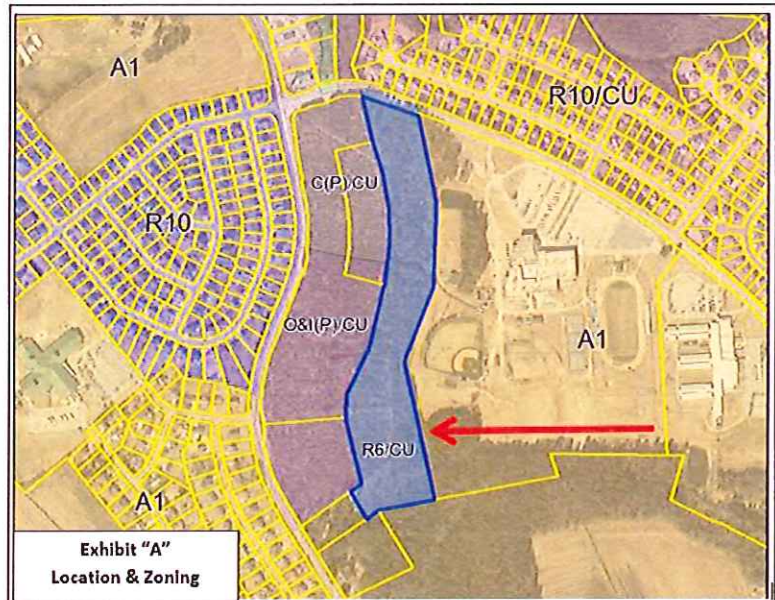 A1
R10/CU
C(P)/CU
R10
O&I(P)/CU
A1
R6/CU
A1
Exhibit "A"
Location & Zoning